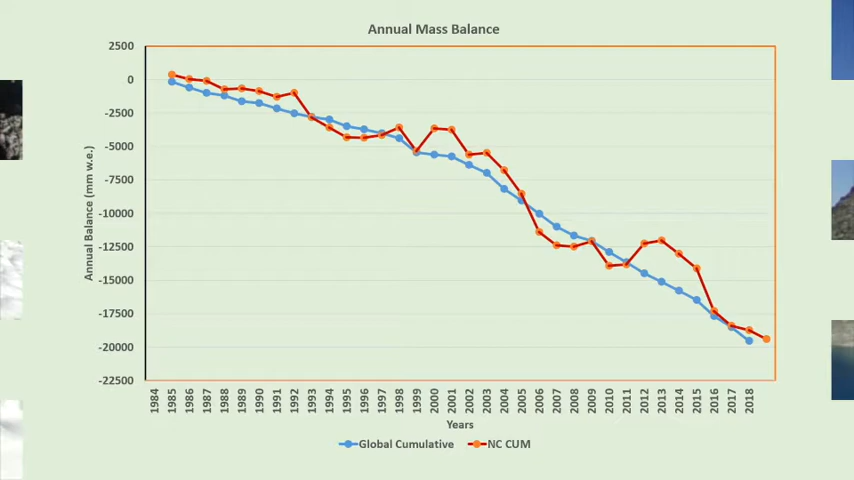 Annual Mass Balance
2500
0
-2500
-5000
-7500
-10000
-12500
-15000
-17500
-20000
-22500
Annual Balance (mm w.e.)
1984 1985 1986 1987 1988 1989 1990 1991 1992 1993 1994 1995 1996 1997 1998 1999 2000 2001 2002 2003 2004 2005 2006 2007 2008 2009 2010 2011 2012 2013 2014 2015 2016 2017 2018
Years
Global Cumulative NC CUM